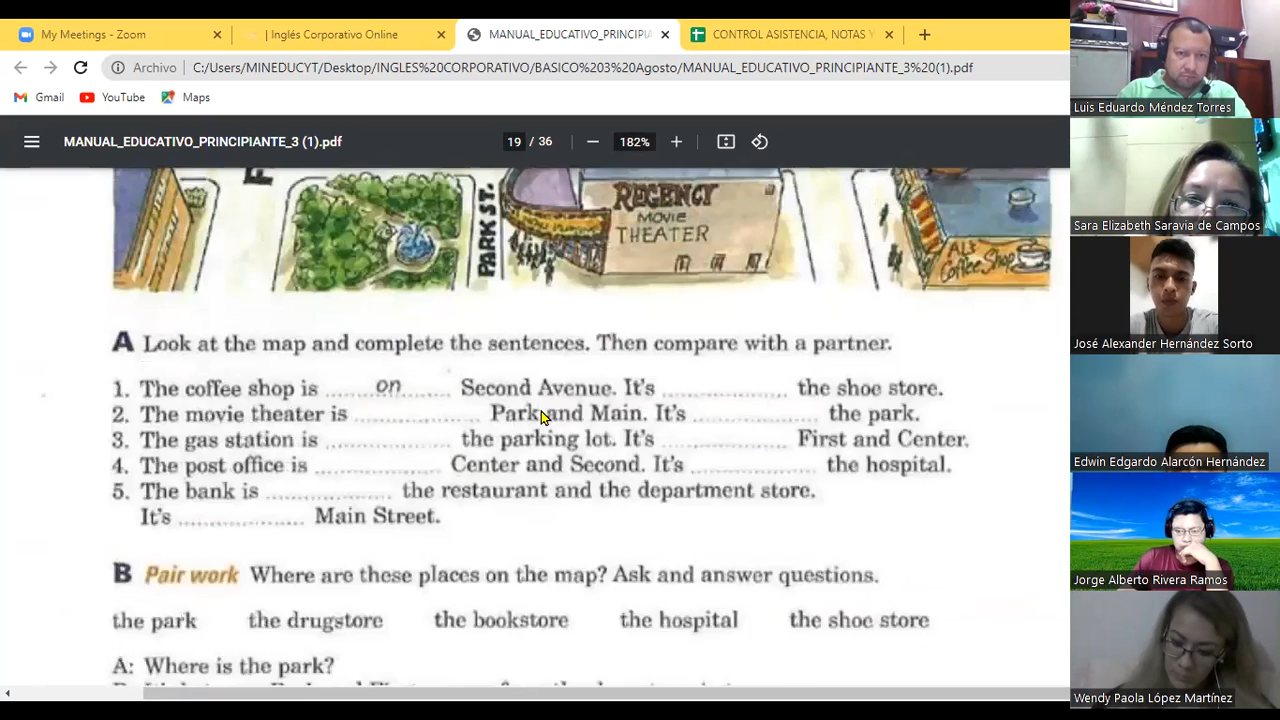 My Meetings - Zoom
| Inglés Corporativo Online
MANUAL_EDUCATIVO_PRINCIPIA
CONTROL ASISTENCIA, NOTAS Y
Archivo
C:/Users/MINEDUCYT/Desktop/INGLES%20CORPORATIVO/BASICO%203%20Agosto/MANUAL_EDUCATIVO_PRINCIPIANTE_3%20(1).pdf
Gmail
YouTube
Maps
MANUAL_EDUCATIVO_PRINCIPIANTE_3 (1).pdf
19 / 36
182%
PARK ST.
REGENCY
MOVIE
THEATER
AL'S
Coffee Shop
A Look at the map and complete the sentences. Then compare with a partner.
1. The coffee shop is .....on..... Second Avenue. It's .................... the shoe store.
2. The movie theater is .................... Park and Main. It's .................... the park.
3. The gas station is .................... the parking lot. It's .................... First and Center.
4. The post office is .................... Center and Second. It's .................... the hospital.
5. The bank is .................... the restaurant and the department store.
It's .................... Main Street.
B Pair work Where are these places on the map? Ask and answer questions.
the park the drugstore the bookstore the hospital the shoe store
A: Where is the park?
Luis Eduardo Méndez Torres
Sara Elizabeth Saravia de Campos
José Alexander Hernández Sorto
Edwin Edgardo Alarcón Hernández
Jorge Alberto Rivera Ramos
Wendy Paola López Martínez